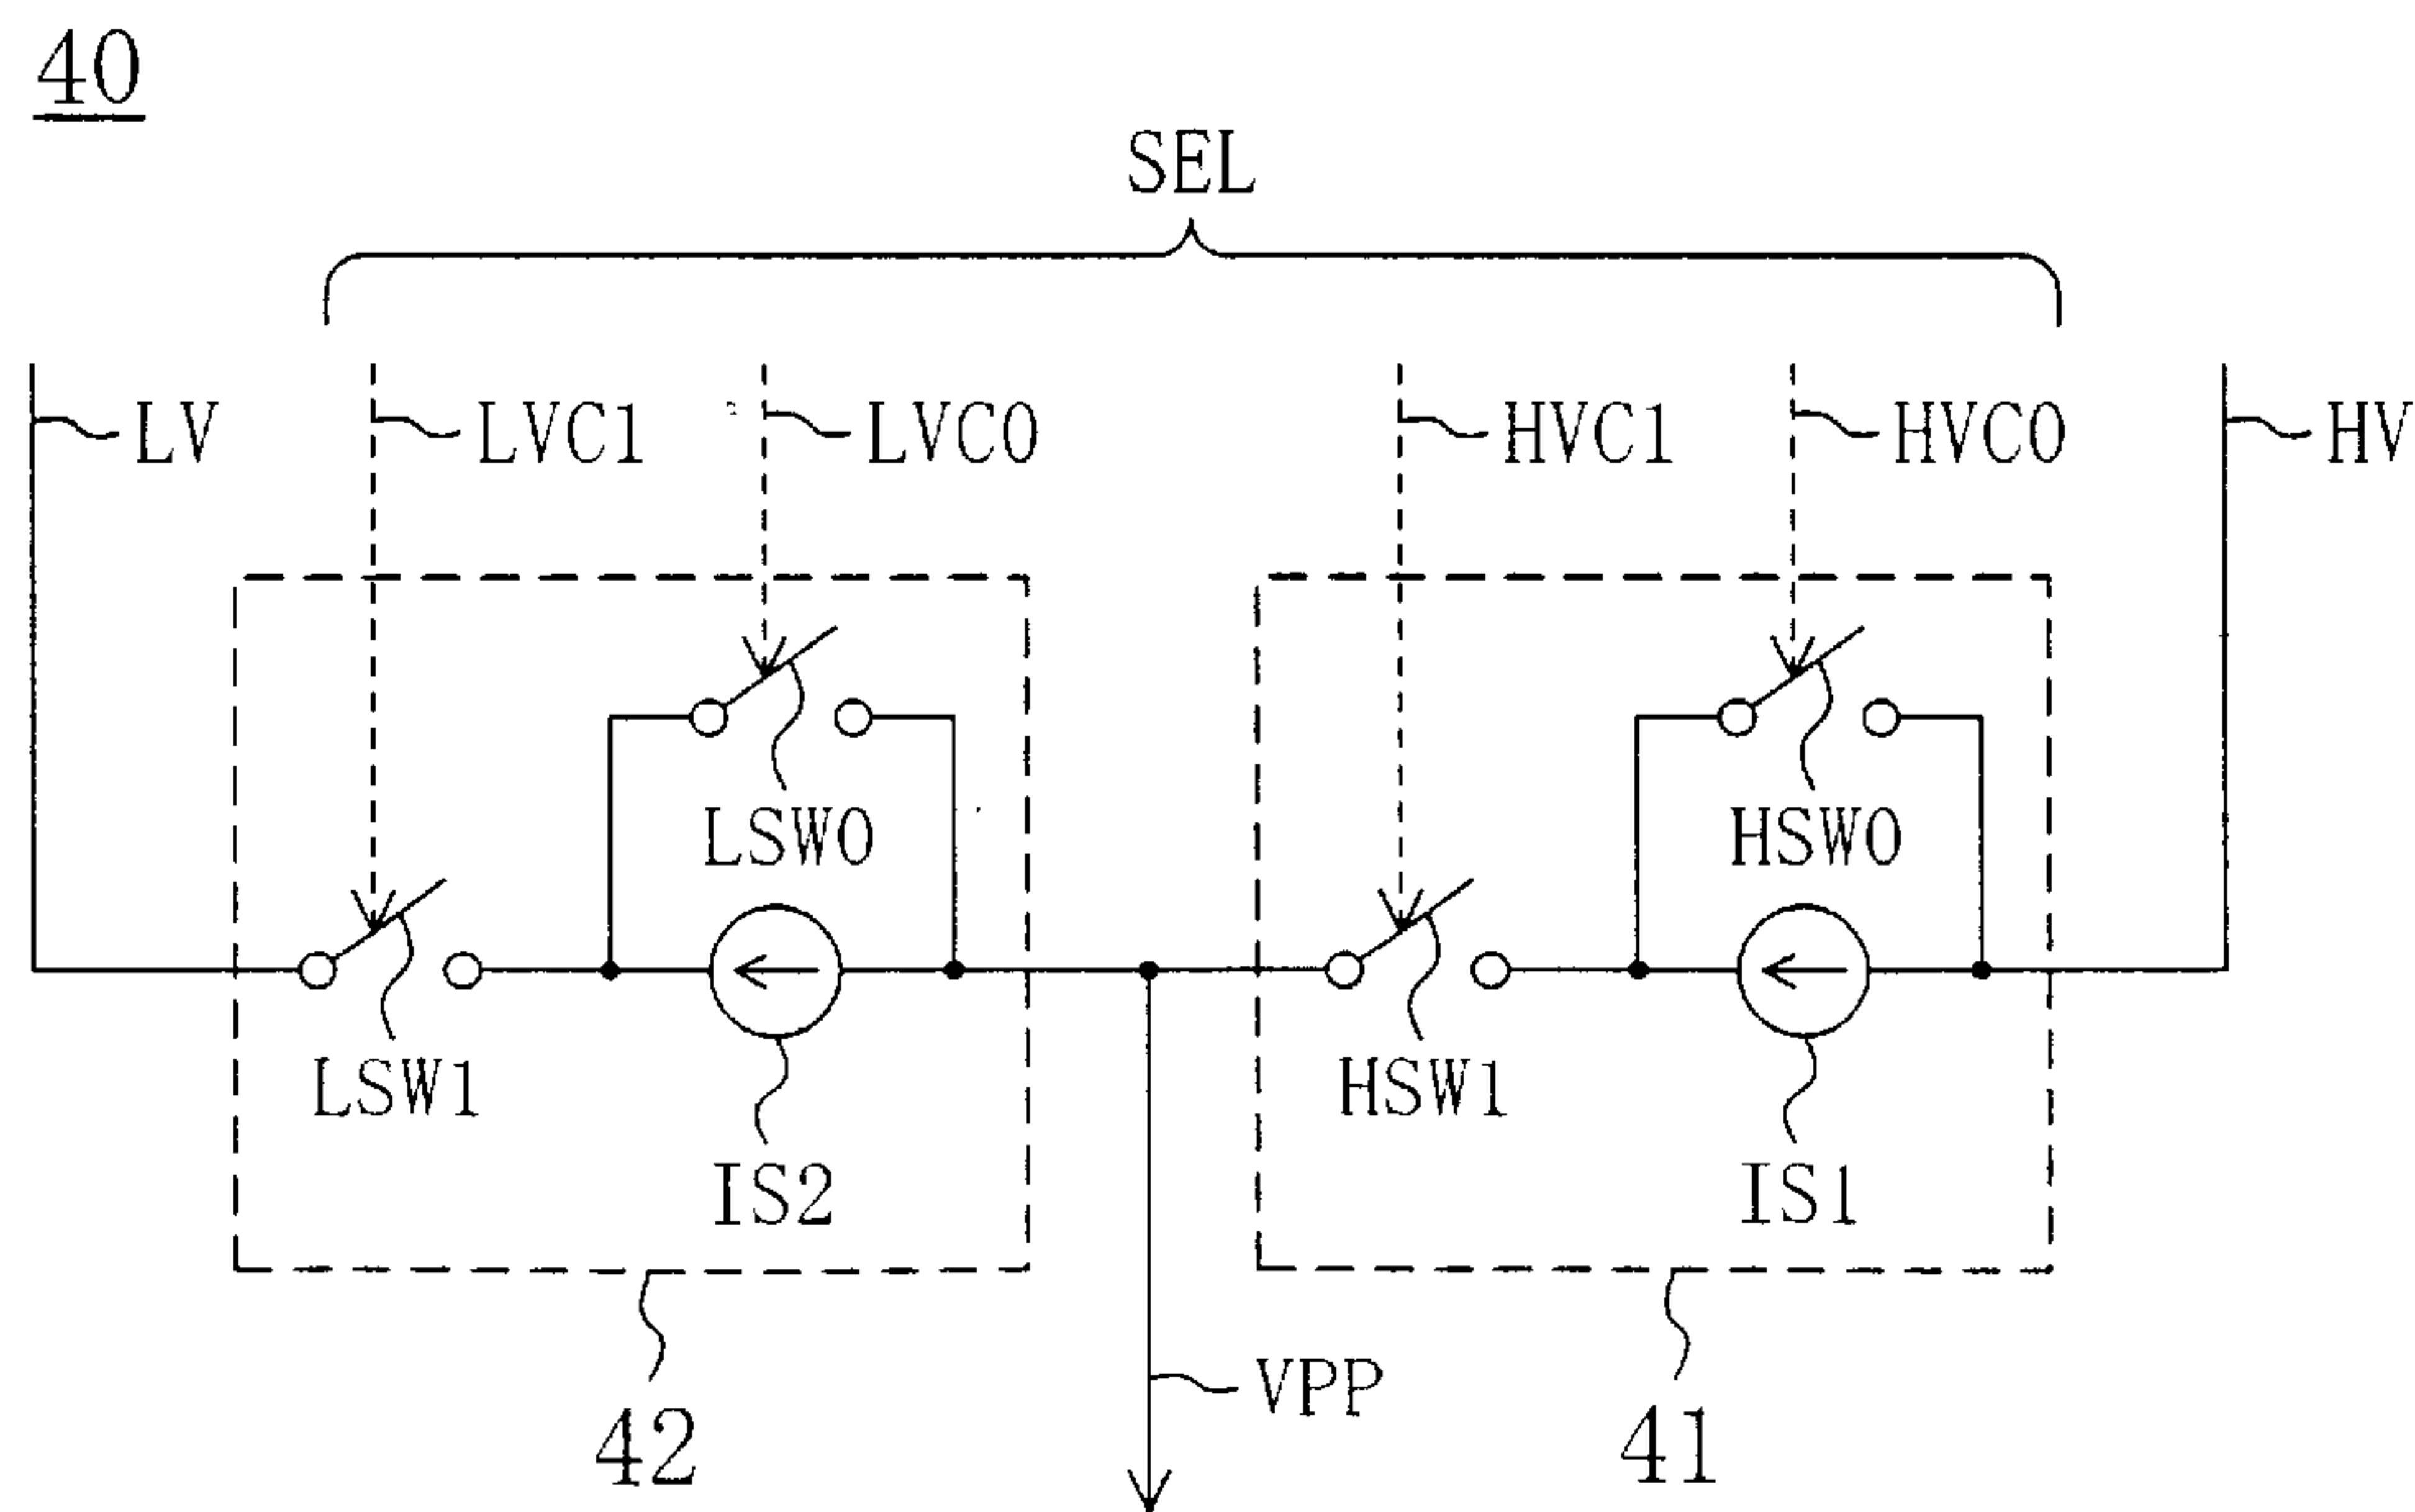 40
SEL
LV LVC1 LVC0 HVC1 HVC0 HV
LSW0 HSW0
LSW1 HSW1
IS2 IS1
VPP
42 41